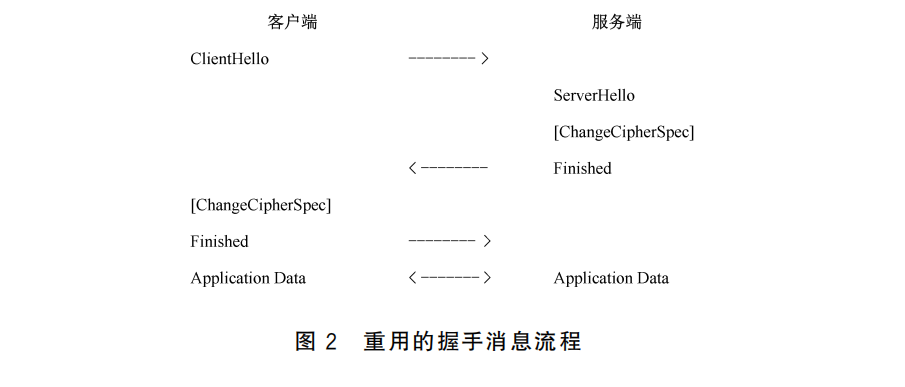 客户端 服务端
ClientHello --------＞
ServerHello
[ChangeCipherSpec]
＜-------- Finished
[ChangeCipherSpec]
Finished --------＞
Application Data ＜-------＞ Application Data
图 2 重用的握手消息流程